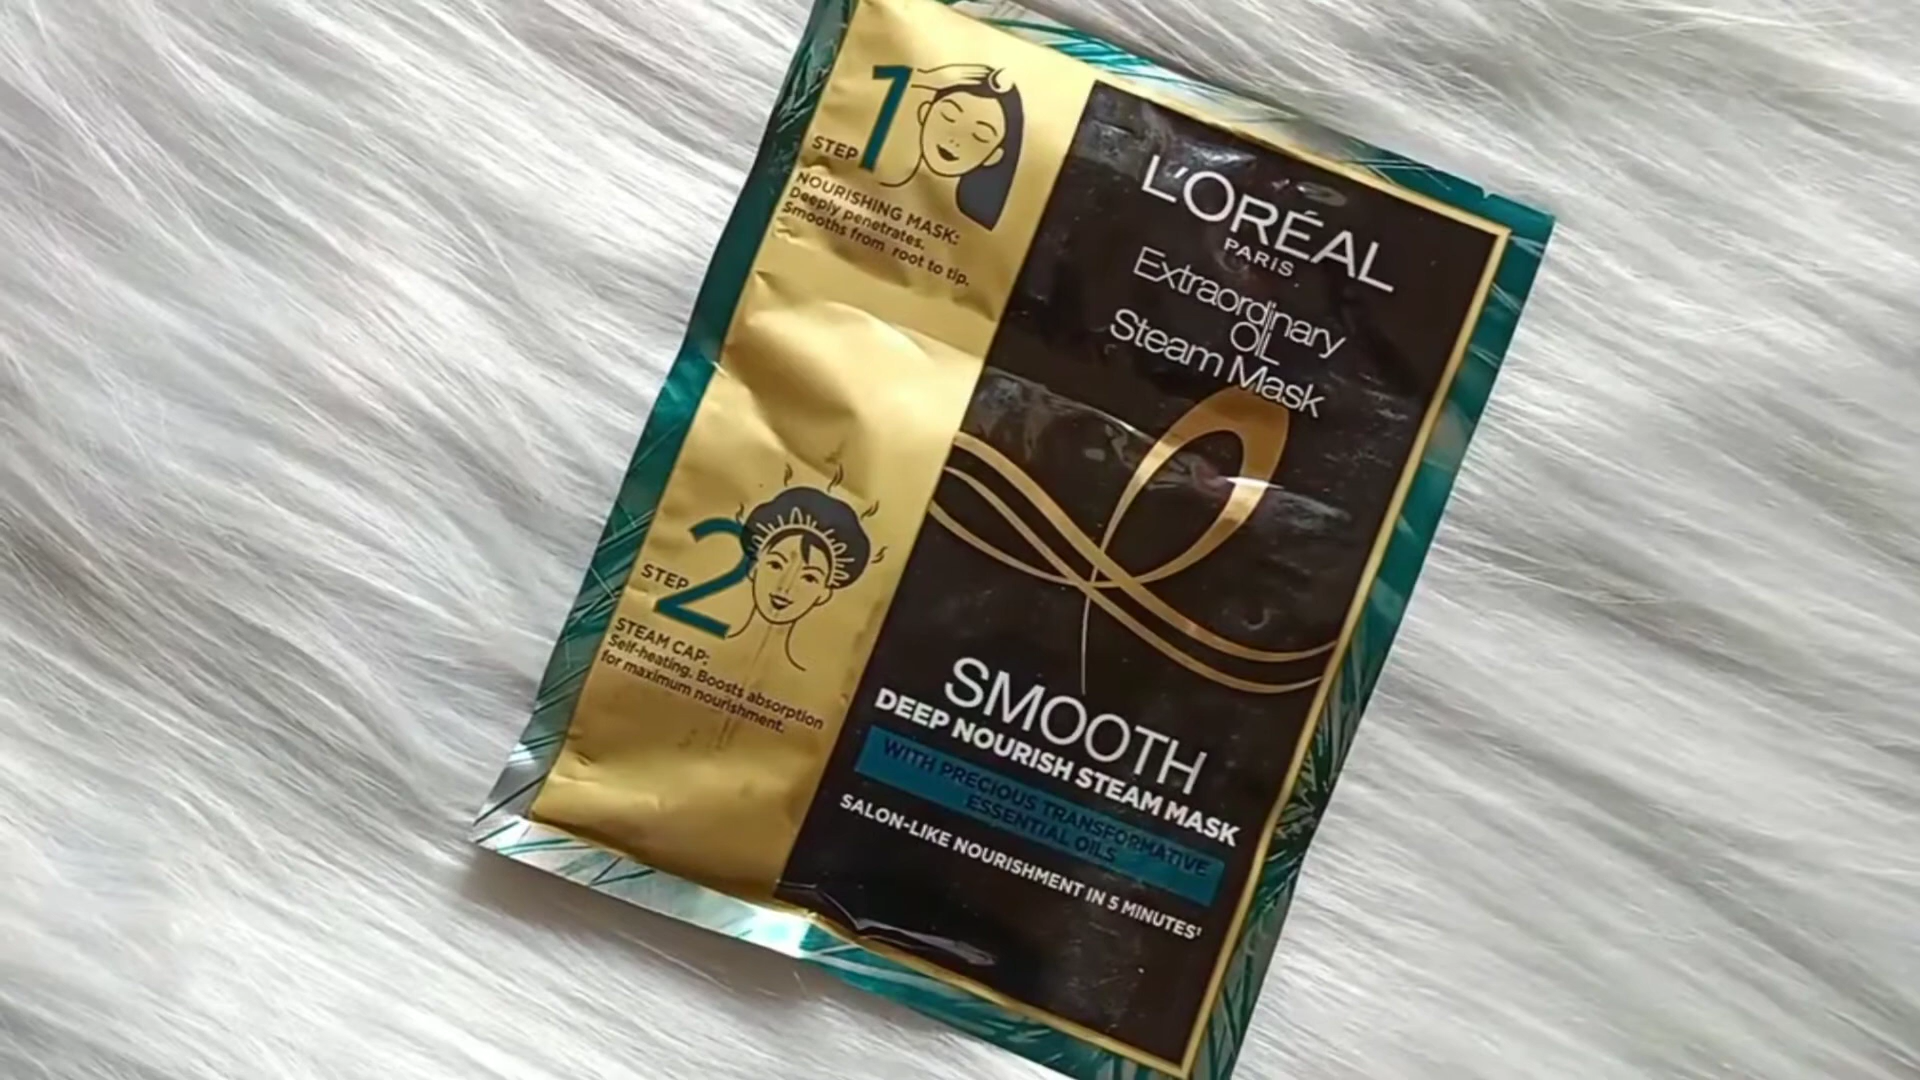 STEP 1
NOURISHING MASK:
Deeply penetrates.
Smooths from root to tip.
STEP 2
STEAM CAP:
Self-heating. Boosts absorption
for maximum nourishment.
L'ORÉAL
PARIS
Extraordinary
OIL
Steam Mask
SMOOTH
DEEP NOURISH STEAM MASK
WITH PRECIOUS TRANSFORMATIVE
ESSENTIAL OILS
SALON-LIKE NOURISHMENT IN 5 MINUTES¹